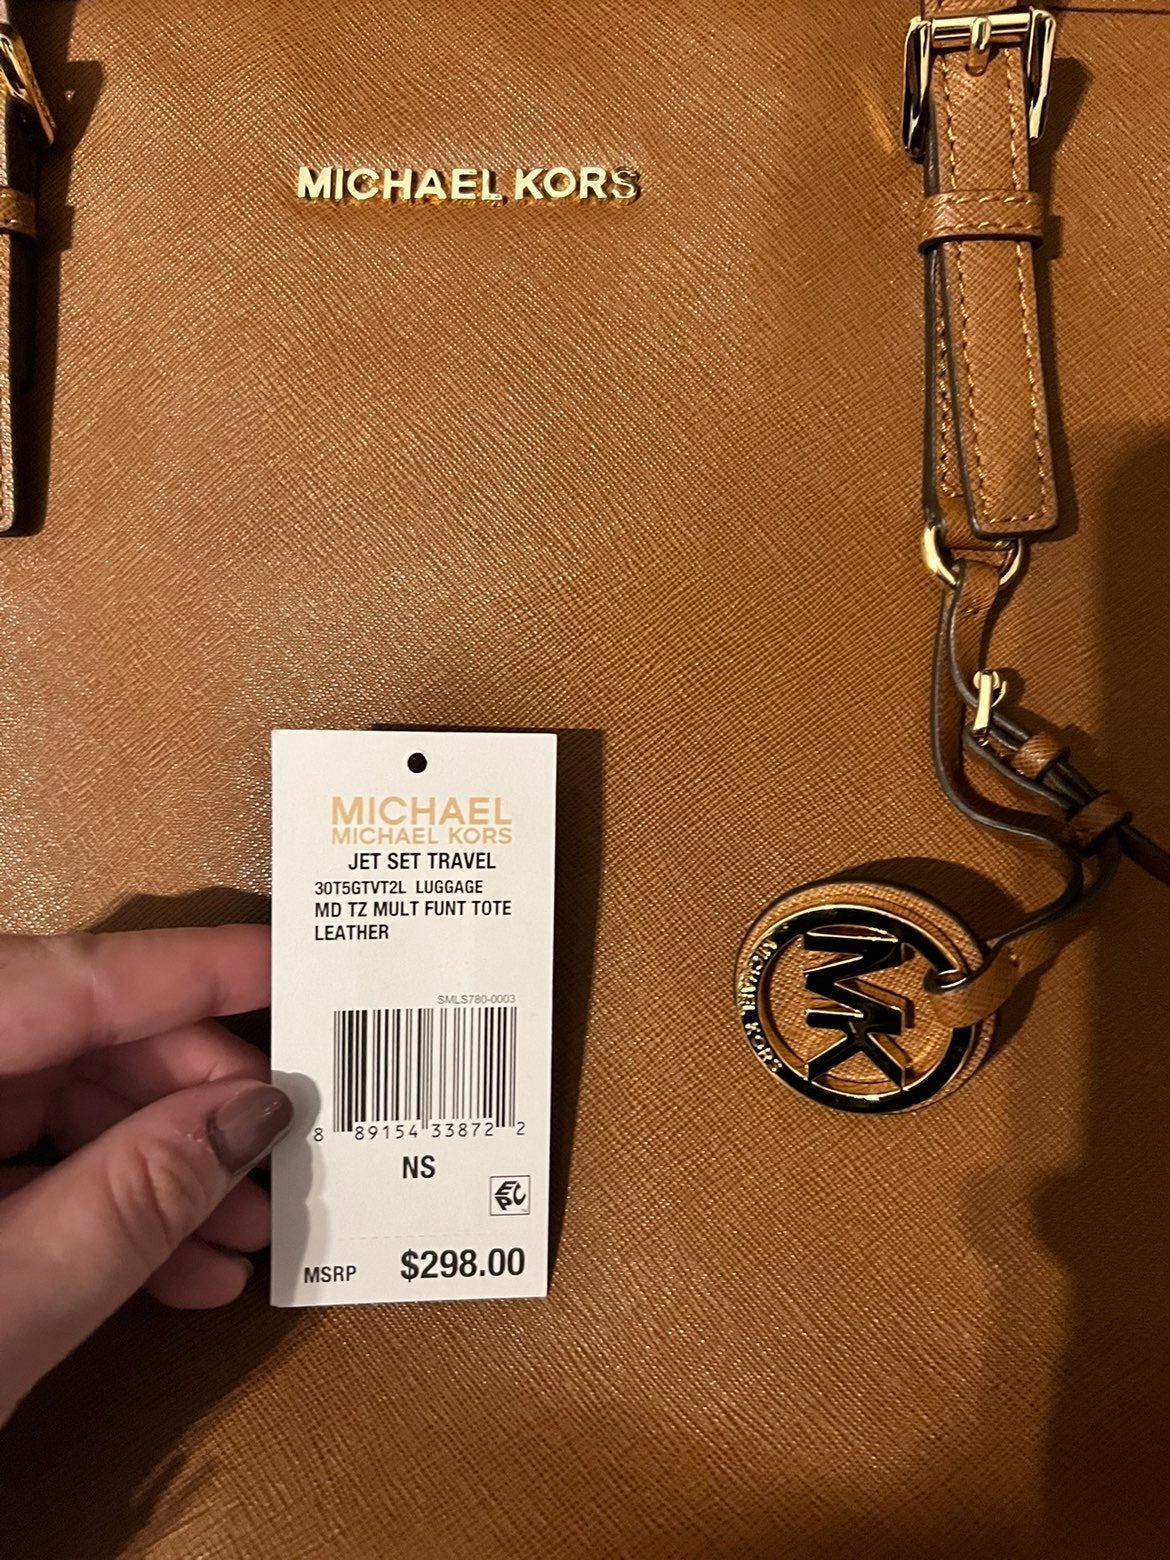 MICHAEL KORS
MICHAEL
MICHAEL KORS
JET SET TRAVEL
30T5GTVT2L LUGGAGE
MD TZ MULT FUNT TOTE
LEATHER
SMLS780-0003
8 89154 33872 2
NS
EPC
MSRP $298.00
MK
MICHAEL KORS